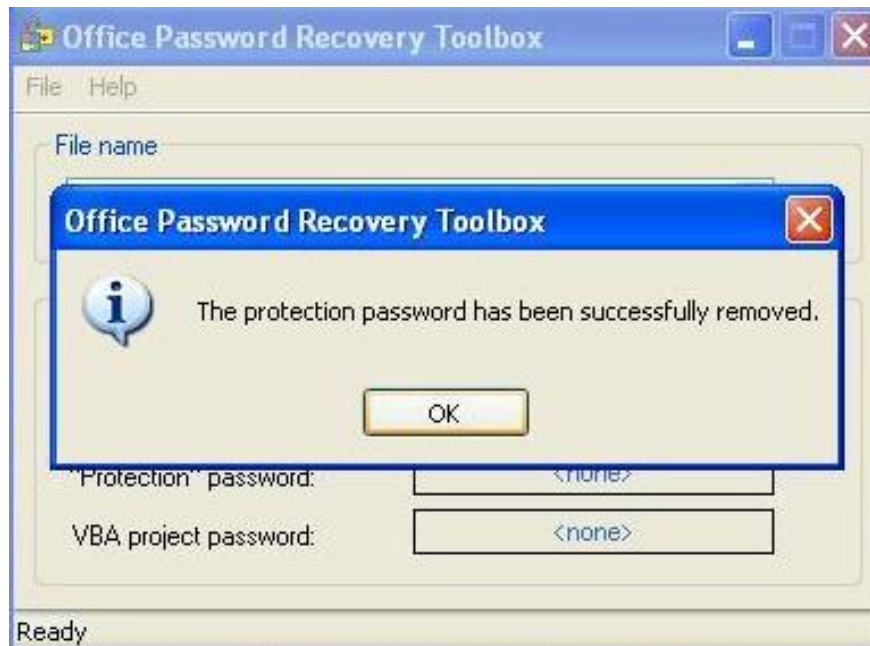 Office Password Recovery Toolbox
File Help
File name
Office Password Recovery Toolbox
The protection password has been successfully removed.
OK
"Protection" password: <none>
VBA project password: <none>
Ready